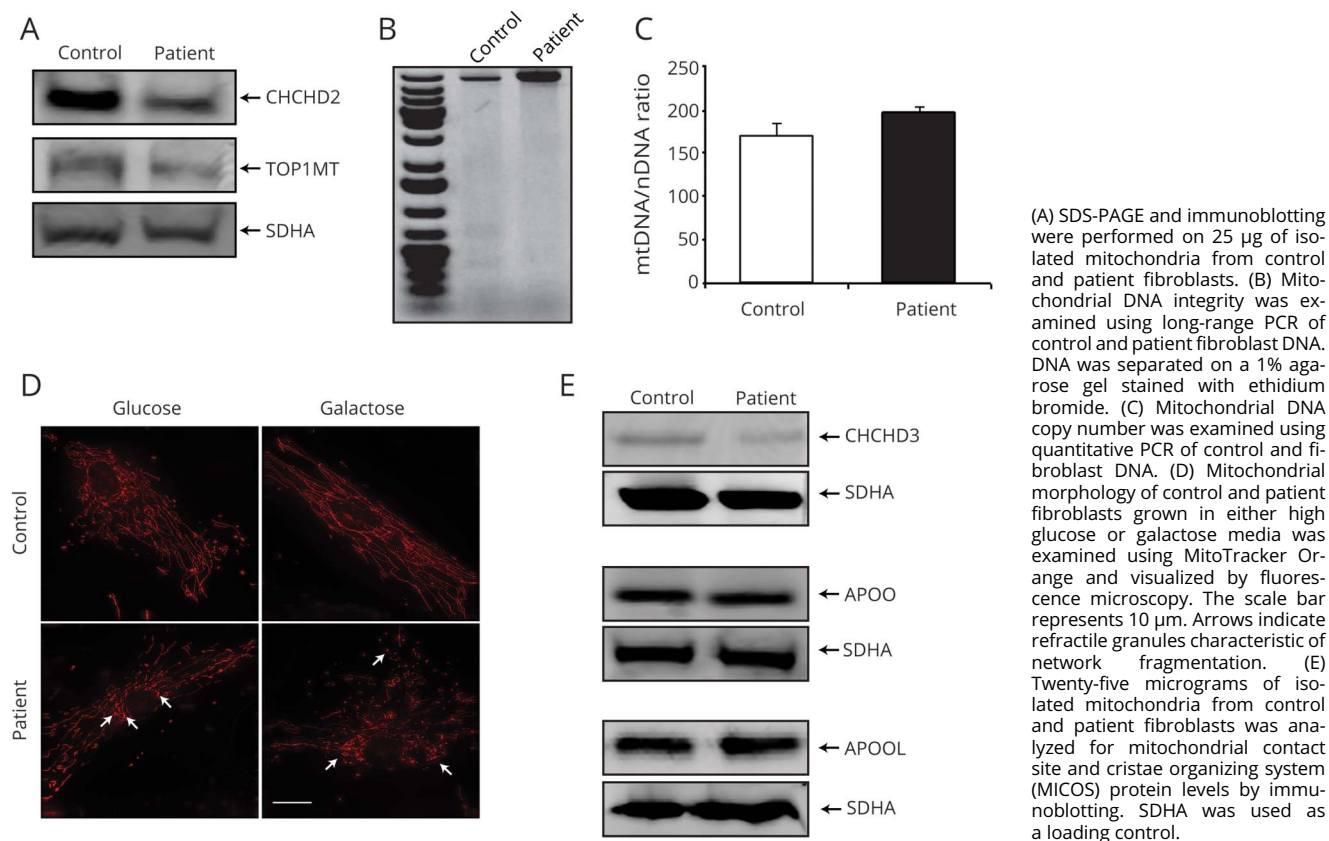 A
Control
Patient
CHCHD2
TOP1MT
SDHA
B
Control
Patient
C
mtDNA/nDNA ratio
250
200
150
100
50
0
Control
Patient
D
Glucose
Galactose
Control
Patient
E
Control
Patient
CHCHD3
SDHA
APOO
SDHA
APOOL
SDHA
(A) SDS-PAGE and immunoblotting
were performed on 25 μg of iso-
lated mitochondria from control
and patient fibroblasts. (B) Mito-
chondrial DNA integrity was ex-
amined using long-range PCR of
control and patient fibroblast DNA.
DNA was separated on a 1% aga-
rose gel stained with ethidium
bromide. (C) Mitochondrial DNA
copy number was examined using
quantitative PCR of control and fi-
broblast DNA. (D) Mitochondrial
morphology of control and patient
fibroblasts grown in either high
glucose or galactose media was
examined using MitoTracker Or-
ange and visualized by fluores-
cence microscopy. The scale bar
represents 10 μm. Arrows indicate
refractile granules characteristic of
network fragmentation. (E)
Twenty-five micrograms of iso-
lated mitochondria from control
and patient fibroblasts was ana-
lyzed for mitochondrial contact
site and cristae organizing system
(MICOS) protein levels by immu-
noblotting. SDHA was used as
a loading control.